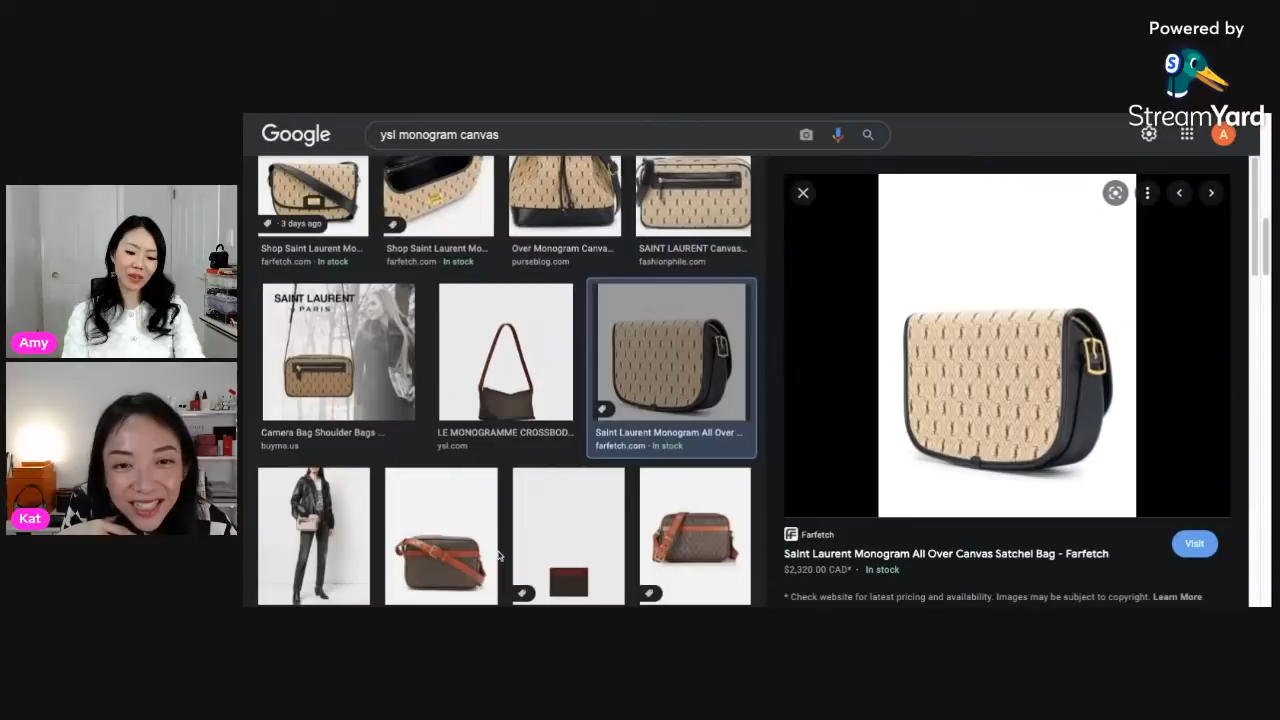 Powered by
S
StreamYard
Google
ysl monogram canvas
A
3 days ago
Shop Saint Laurent Mo...
farfetch.com · In stock
Shop Saint Laurent Mo...
farfetch.com · In stock
Over Monogram Canva...
purseblog.com
SAINT LAURENT Canvas...
fashionphile.com
SAINT LAURENT
PARIS
Camera Bag Shoulder Bags ...
buyma.us
LE MONOGRAMME CROSSBOD...
ysl.com
Saint Laurent Monogram All Over ...
farfetch.com · In stock
Farfetch
Saint Laurent Monogram All Over Canvas Satchel Bag - Farfetch
$2,320.00 CAD* · In stock
Visit
* Check website for latest pricing and availability. Images may be subject to copyright. Learn More
Amy
Kat